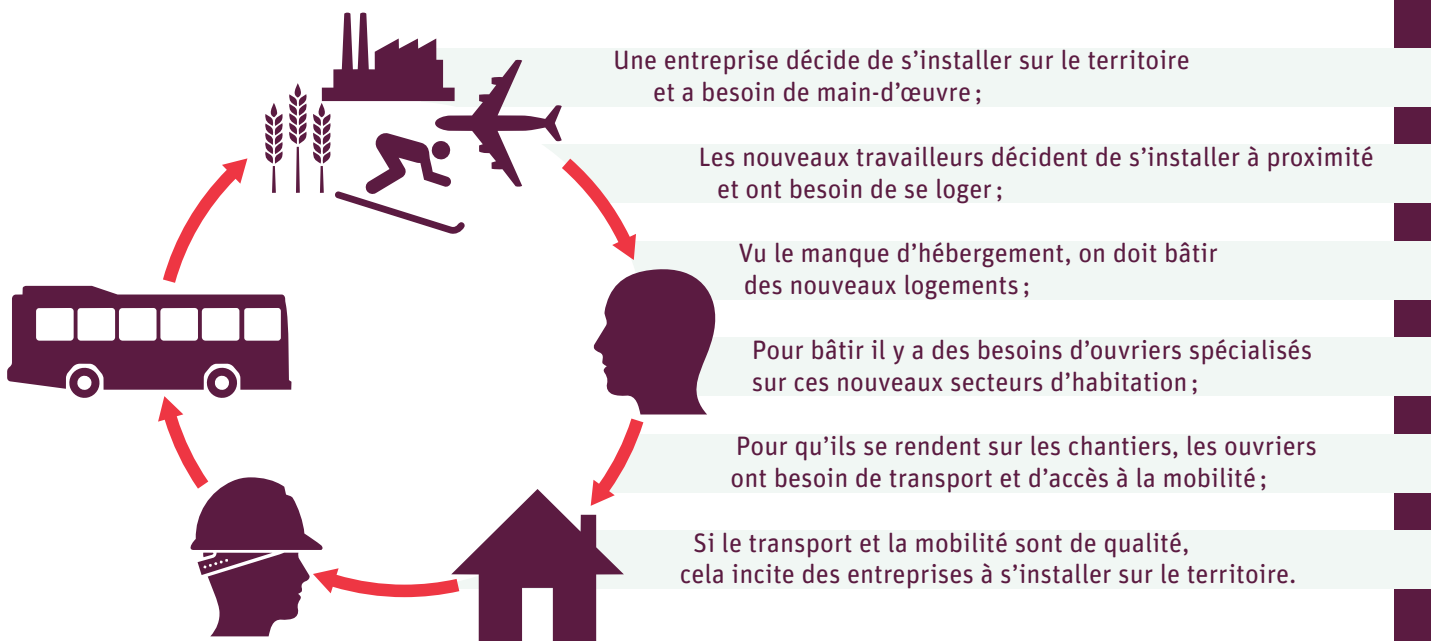 Une entreprise décide de s'installer sur le territoire
et a besoin de main-d'œuvre ;
Les nouveaux travailleurs décident de s'installer à proximité
et ont besoin de se loger ;
Vu le manque d'hébergement, on doit bâtir
des nouveaux logements ;
Pour bâtir il y a des besoins d'ouvriers spécialisés
sur ces nouveaux secteurs d'habitation ;
Pour qu'ils se rendent sur les chantiers, les ouvriers
ont besoin de transport et d'accès à la mobilité ;
Si le transport et la mobilité sont de qualité,
cela incite des entreprises à s'installer sur le territoire.